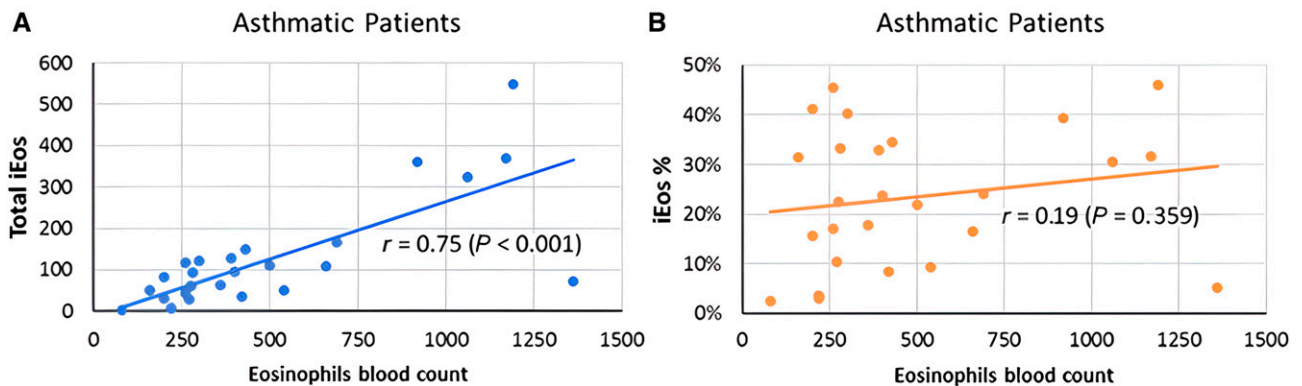 A
Asthmatic Patients
Total iEos
600
500
400
300
200
100
0
r = 0.75 (P < 0.001)
0 250 500 750 1000 1250 1500
Eosinophils blood count
B
Asthmatic Patients
iEos %
50%
40%
30%
20%
10%
0%
r = 0.19 (P = 0.359)
0 250 500 750 1000 1250 1500
Eosinophils blood count